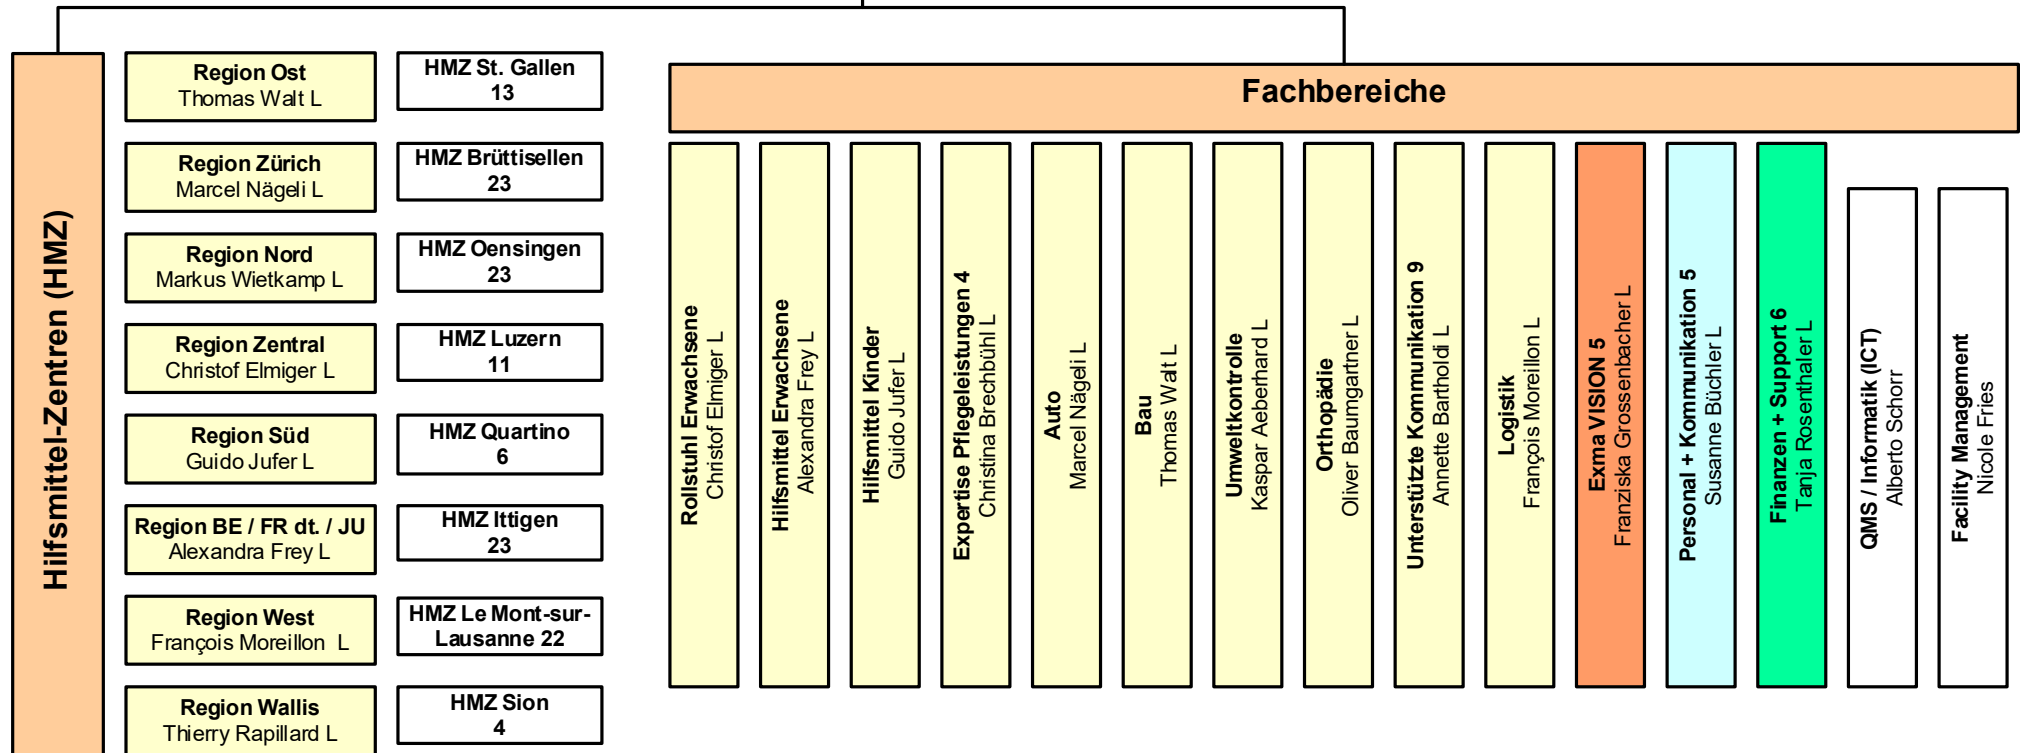 Hilfsmittel-Zentren (HMZ)
Region Ost
Thomas Walt L
HMZ St. Gallen
13
Region Zürich
Marcel Nägeli L
HMZ Brüttisellen
23
Region Nord
Markus Wietkamp L
HMZ Oensingen
23
Region Zentral
Christof Elmiger L
HMZ Luzern
11
Region Süd
Guido Jufer L
HMZ Quartino
6
Region BE / FR dt. / JU
Alexandra Frey L
HMZ Ittigen
23
Region West
François Moreillon L
HMZ Le Mont-sur-
Lausanne 22
Region Wallis
Thierry Rapillard L
HMZ Sion
4
Fachbereiche
Rollstuhl Erwachsene
Christof Elmiger L
Hilfsmittel Erwachsene
Alexandra Frey L
Hilfsmittel Kinder
Guido Jufer L
Expertise Pflegeleistungen 4
Christina Brechbühl L
Auto
Marcel Nägeli L
Bau
Thomas Walt L
Umweltkontrolle
Kaspar Aeberhard L
Orthopädie
Oliver Baumgartner L
Unterstützte Kommunikation 9
Annette Bartholdi L
Logistik
François Moreillon L
Exma VISION 5
Franziska Grossenbacher L
Personal + Kommunikation 5
Susanne Büchler L
Finanzen + Support 6
Tanja Rosenthaler L
QMS / Informatik (ICT)
Alberto Schorr
Facility Management
Nicole Fries